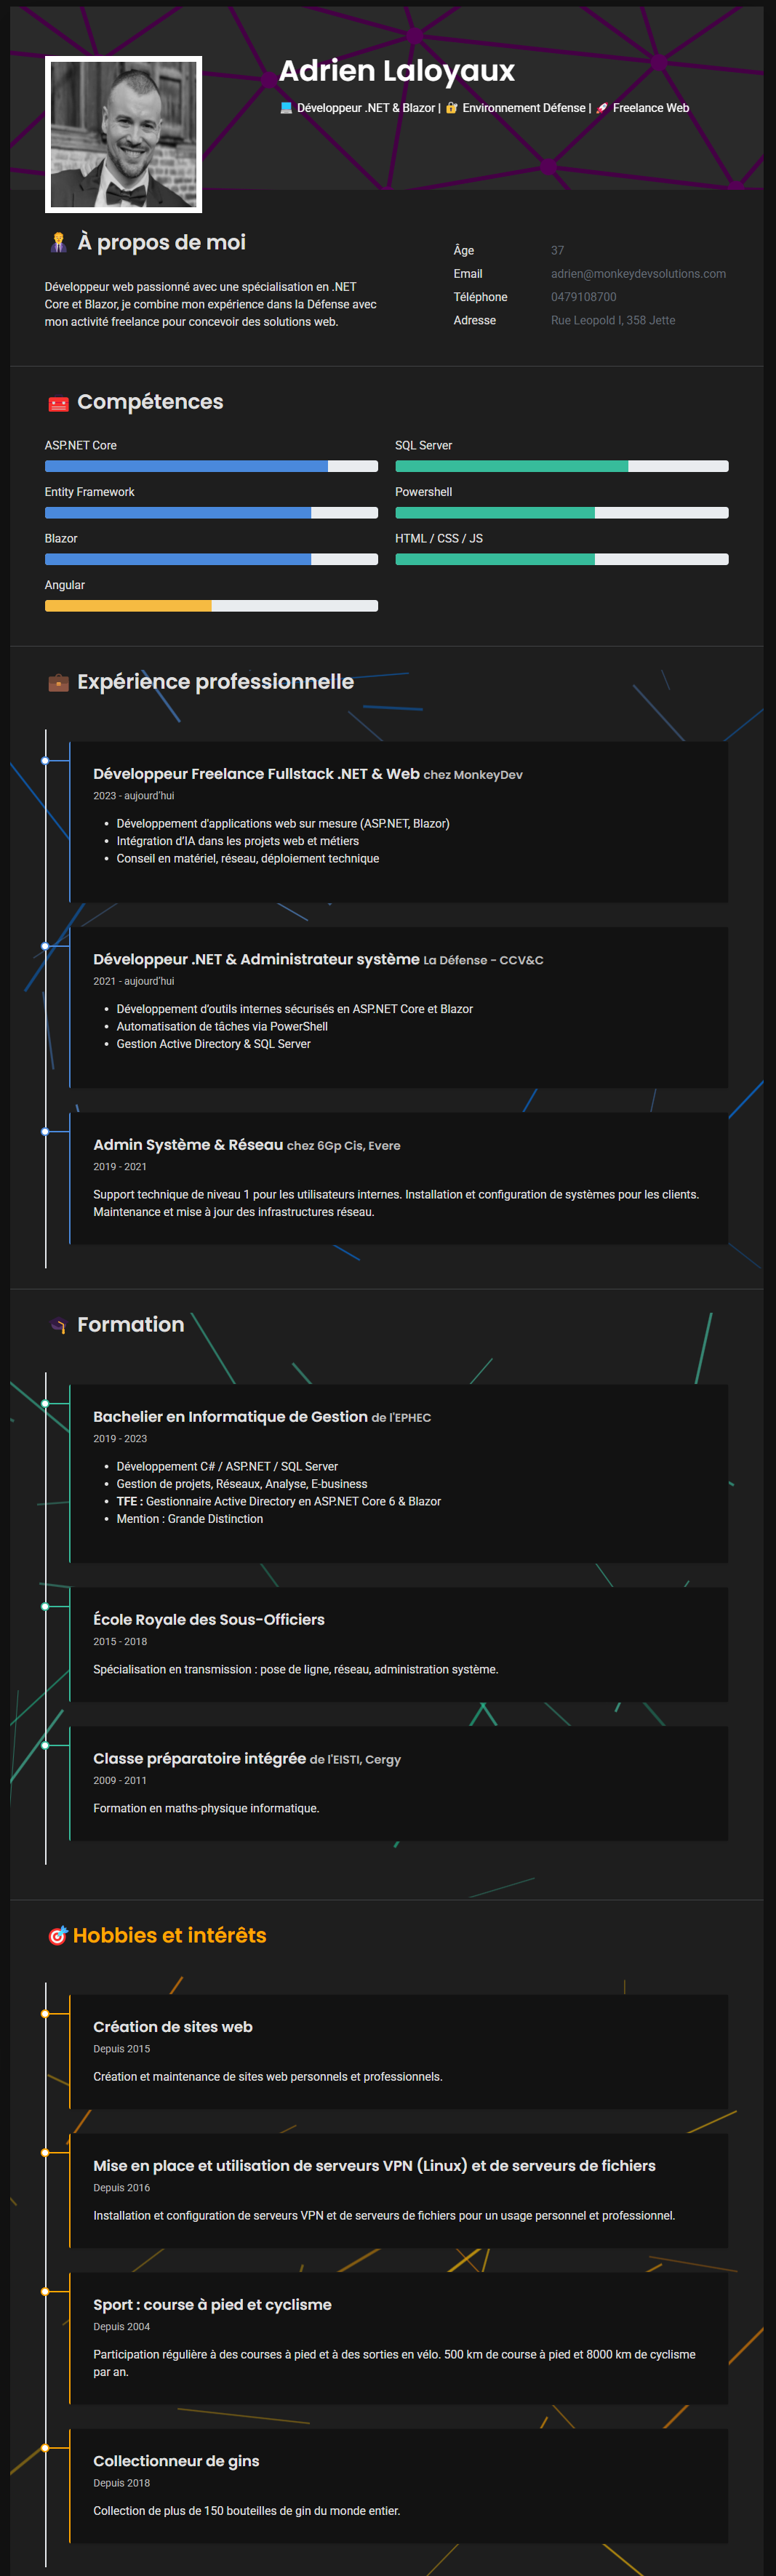 Adrien Laloyaux
Développeur .NET & Blazor | Environnement Défense | Freelance Web
À propos de moi
Développeur web passionné avec une spécialisation en .NET
Core et Blazor, je combine mon expérience dans la Défense avec
mon activité freelance pour concevoir des solutions web.
Âge 37
Email adrien@monkeydevsolutions.com
Téléphone 0479108700
Adresse Rue Leopold I, 358 Jette
Compétences
ASP.NET Core
Entity Framework
Blazor
Angular
SQL Server
Powershell
HTML / CSS / JS
Expérience professionnelle
Développeur Freelance Fullstack .NET & Web chez MonkeyDev
2023 - aujourd'hui
• Développement d'applications web sur mesure (ASP.NET, Blazor)
• Intégration d'IA dans les projets web et métiers
• Conseil en matériel, réseau, déploiement technique
Développeur .NET & Administrateur système La Défense - CCV&C
2021 - aujourd'hui
• Développement d'outils internes sécurisés en ASP.NET Core et Blazor
• Automatisation de tâches via PowerShell
• Gestion Active Directory & SQL Server
Admin Système & Réseau chez 6Gp Cis, Evere
2019 - 2021
Support technique de niveau 1 pour les utilisateurs internes. Installation et configuration de systèmes pour les clients.
Maintenance et mise à jour des infrastructures réseau.
Formation
Bachelier en Informatique de Gestion de l'EPHEC
2019 - 2023
• Développement C# / ASP.NET / SQL Server
• Gestion de projets, Réseaux, Analyse, E-business
• TFE : Gestionnaire Active Directory en ASP.NET Core 6 & Blazor
• Mention : Grande Distinction
École Royale des Sous-Officiers
2015 - 2018
Spécialisation en transmission : pose de ligne, réseau, administration système.
Classe préparatoire intégrée de l'EISTI, Cergy
2009 - 2011
Formation en maths-physique informatique.
Hobbies et intérêts
Création de sites web
Depuis 2015
Création et maintenance de sites web personnels et professionnels.
Mise en place et utilisation de serveurs VPN (Linux) et de serveurs de fichiers
Depuis 2016
Installation et configuration de serveurs VPN et de serveurs de fichiers pour un usage personnel et professionnel.
Sport : course à pied et cyclisme
Depuis 2004
Participation régulière à des courses à pied et à des sorties en vélo. 500 km de course à pied et 8000 km de cyclisme
par an.
Collectionneur de gins
Depuis 2018
Collection de plus de 150 bouteilles de gin du monde entier.